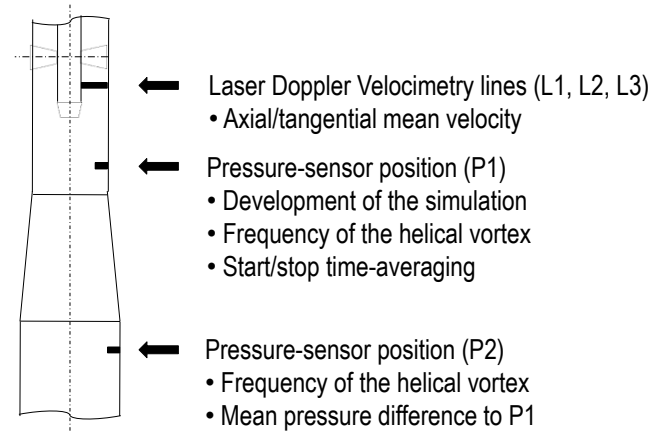 Laser Doppler Velocimetry lines (L1, L2, L3)
• Axial/tangential mean velocity
Pressure-sensor position (P1)
• Development of the simulation
• Frequency of the helical vortex
• Start/stop time-averaging
Pressure-sensor position (P2)
• Frequency of the helical vortex
• Mean pressure difference to P1